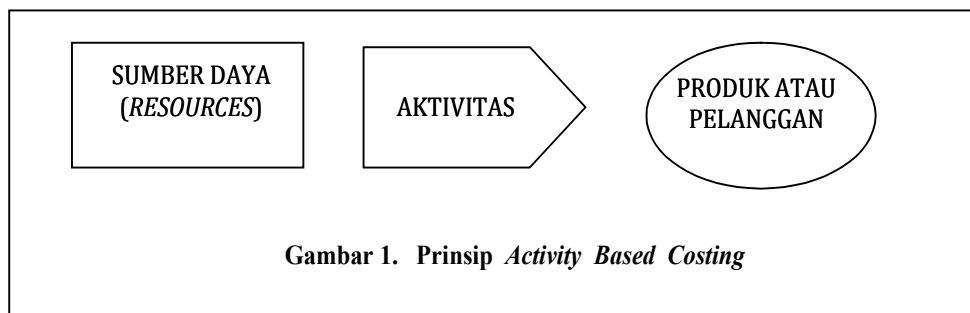 SUMBER DAYA
(RESOURCES)
AKTIVITAS
PRODUK ATAU
PELANGGAN
Gambar 1. Prinsip Activity Based Costing